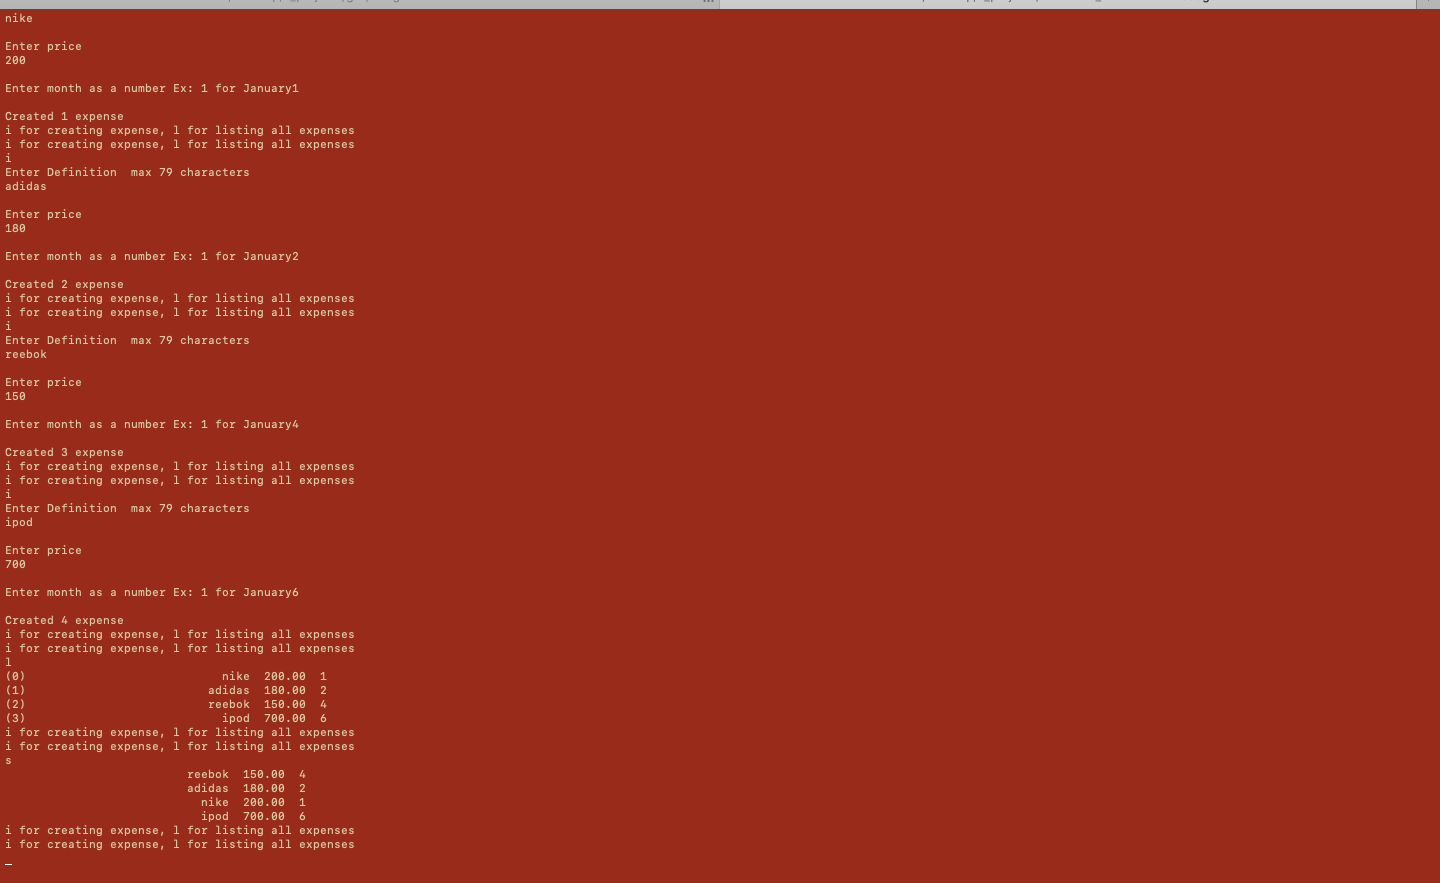 nike
Enter price
200
Enter month as a number Ex: 1 for January1
Created 1 expense
i for creating expense, l for listing all expenses
i for creating expense, l for listing all expenses
i
Enter Definition  max 79 characters
adidas
Enter price
180
Enter month as a number Ex: 1 for January2
Created 2 expense
i for creating expense, l for listing all expenses
i for creating expense, l for listing all expenses
i
Enter Definition  max 79 characters
reebok
Enter price
150
Enter month as a number Ex: 1 for January4
Created 3 expense
i for creating expense, l for listing all expenses
i for creating expense, l for listing all expenses
i
Enter Definition  max 79 characters
ipod
Enter price
700
Enter month as a number Ex: 1 for January6
Created 4 expense
i for creating expense, l for listing all expenses
i for creating expense, l for listing all expenses
l
(0) nike 200.00 1
(1) adidas 180.00 2
(2) reebok 150.00 4
(3) ipod 700.00 6
i for creating expense, l for listing all expenses
i for creating expense, l for listing all expenses
s
reebok 150.00 4
adidas 180.00 2
nike 200.00 1
ipod 700.00 6
i for creating expense, l for listing all expenses
i for creating expense, l for listing all expenses